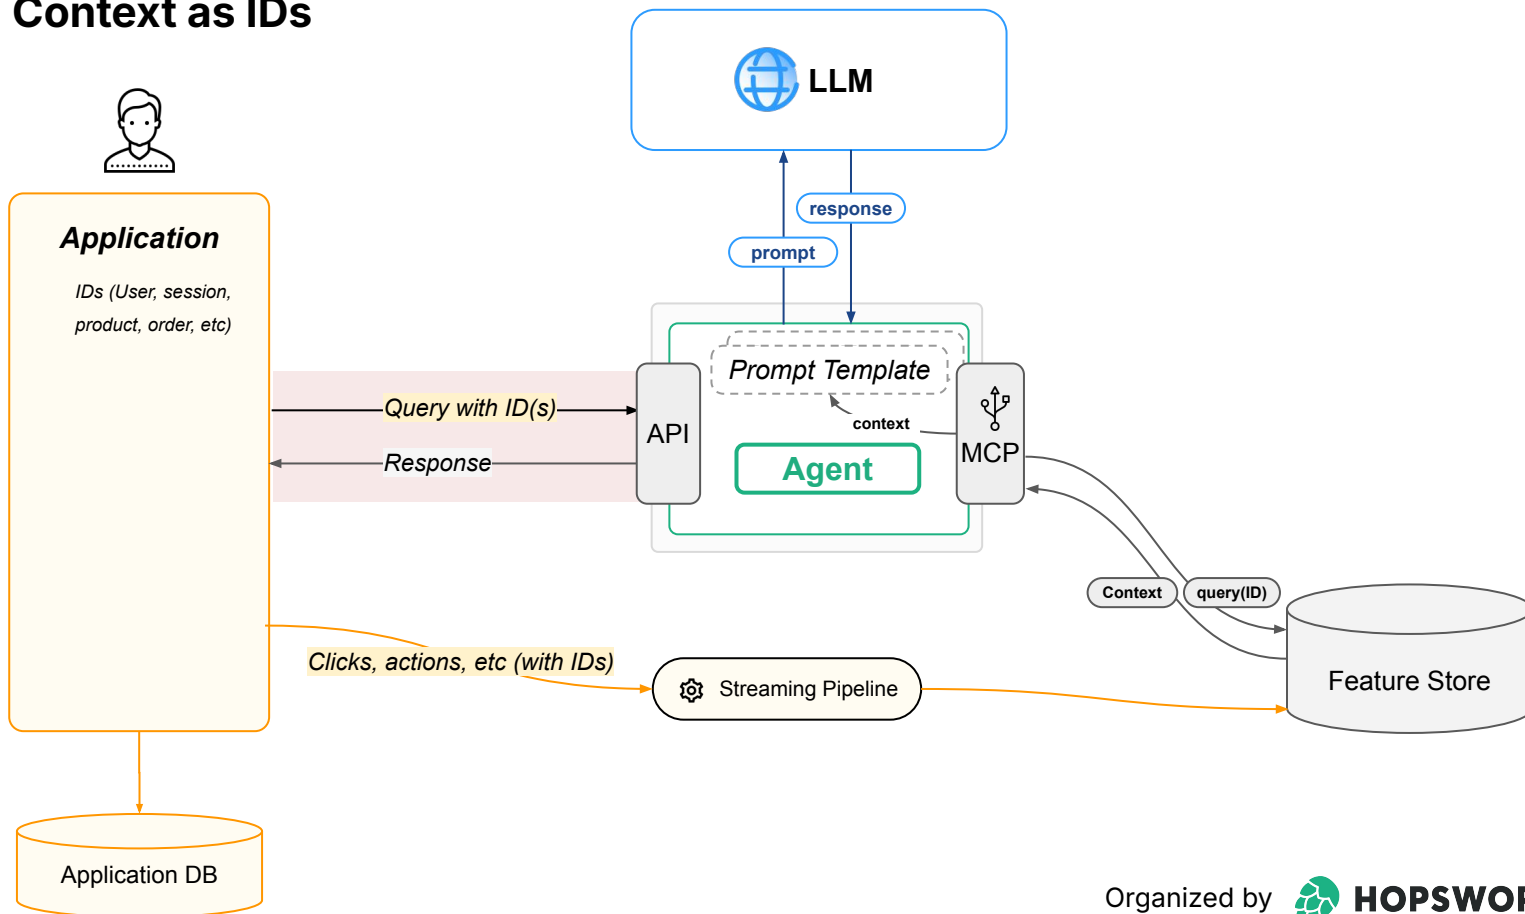 Context as IDs
LLM
response
prompt
Application
IDs (User, session,
product, order, etc)
Prompt Template
Query with ID(s)
API
context
MCP
Response
Agent
Context
query(ID)
Clicks, actions, etc (with IDs)
Streaming Pipeline
Feature Store
Application DB
Organized by
HOPSWOR